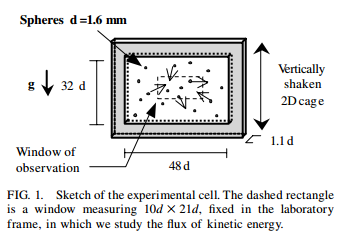 Spheres d=1.6 mm
g
32 d
Vertically
shaken
2D cage
1.1 d
Window of
observation
48 d
FIG. 1. Sketch of the experimental cell. The dashed rectangle
is a window measuring 10d × 21d, fixed in the laboratory
frame, in which we study the flux of kinetic energy.